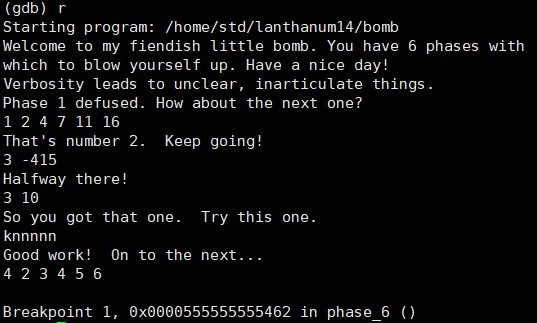 (gdb) r
Starting program: /home/std/lanthanum14/bomb
Welcome to my fiendish little bomb. You have 6 phases with
which to blow yourself up. Have a nice day!
Verbosity leads to unclear, inarticulate things.
Phase 1 defused. How about the next one?
1 2 4 7 11 16
That's number 2.  Keep going!
3 -415
Halfway there!
3 10
So you got that one.  Try this one.
knnnnn
Good work!  On to the next...
4 2 3 4 5 6
Breakpoint 1, 0x0000555555555462 in phase_6 ()